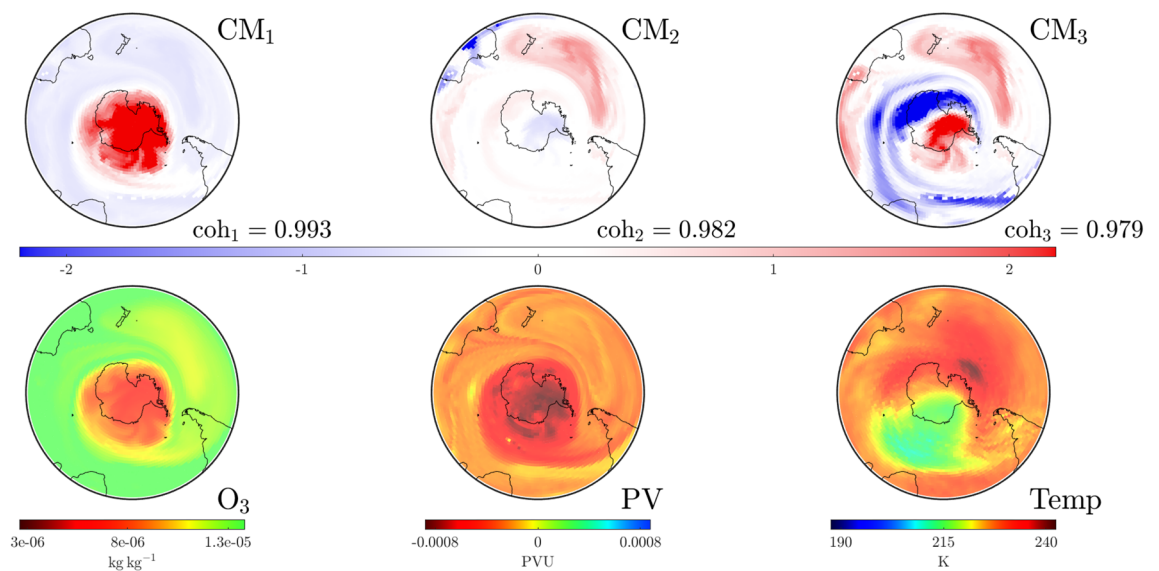 CM₁ CM₂ CM₃
coh₁ = 0.993 coh₂ = 0.982 coh₃ = 0.979
-2 -1 0 1 2
O₃ PV Temp
3e-06 8e-06 1.3e-05 -0.0008 0 0.0008 190 215 240
kg kg⁻¹ PVU K